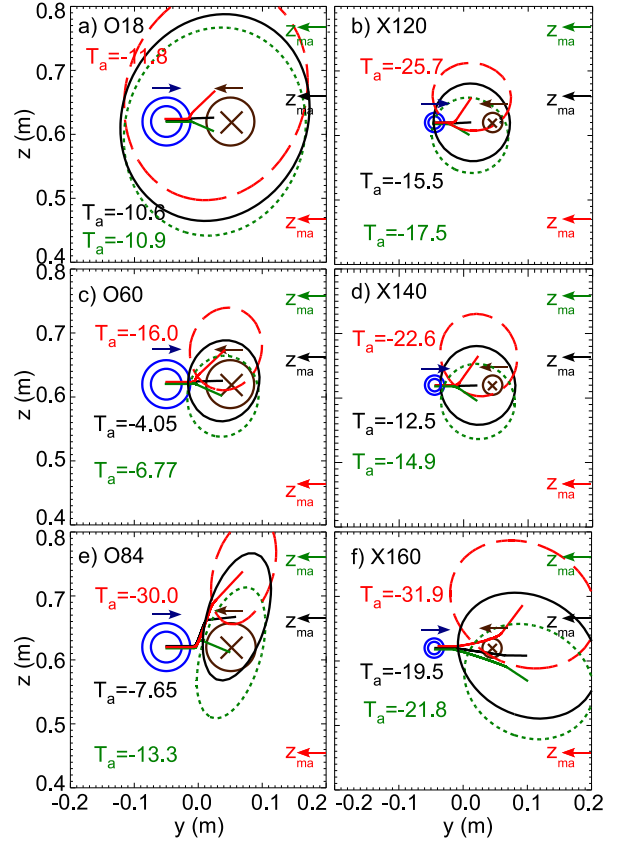 a) O18
T_a=-11.8
z_ma
z_ma
T_a=-10.6
T_a=-10.9
z_ma
z (m)
0.8
0.7
0.6
0.5
0.4
b) X120
T_a=-25.7
z_ma
z_ma
T_a=-15.5
T_a=-17.5
z_ma
c) O60
T_a=-16.0
z_ma
z_ma
T_a=-4.05
T_a=-6.77
z_ma
z (m)
0.8
0.7
0.6
0.5
0.4
d) X140
T_a=-22.6
z_ma
z_ma
T_a=-12.5
T_a=-14.9
z_ma
e) O84
T_a=-30.0
z_ma
z_ma
T_a=-7.65
T_a=-13.3
z_ma
z (m)
0.8
0.7
0.6
0.5
0.4
-0.2 -0.1 0.0 0.1
y (m)
f) X160
T_a=-31.9
z_ma
z_ma
T_a=-19.5
T_a=-21.8
z_ma
-0.2 -0.1 0.0 0.1 0.2
y (m)